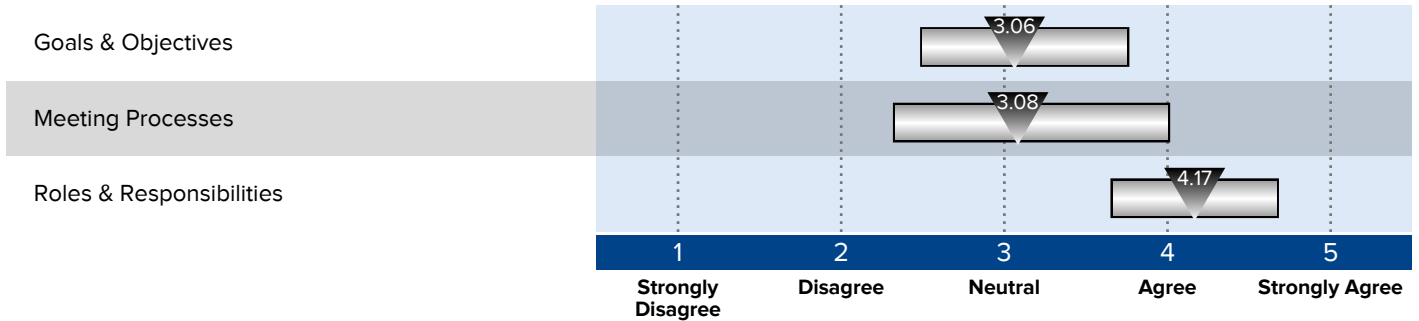 Goals & Objectives
3.06
Meeting Processes
3.08
Roles & Responsibilities
4.17
1 2 3 4 5
Strongly Disagree Disagree Neutral Agree Strongly Agree